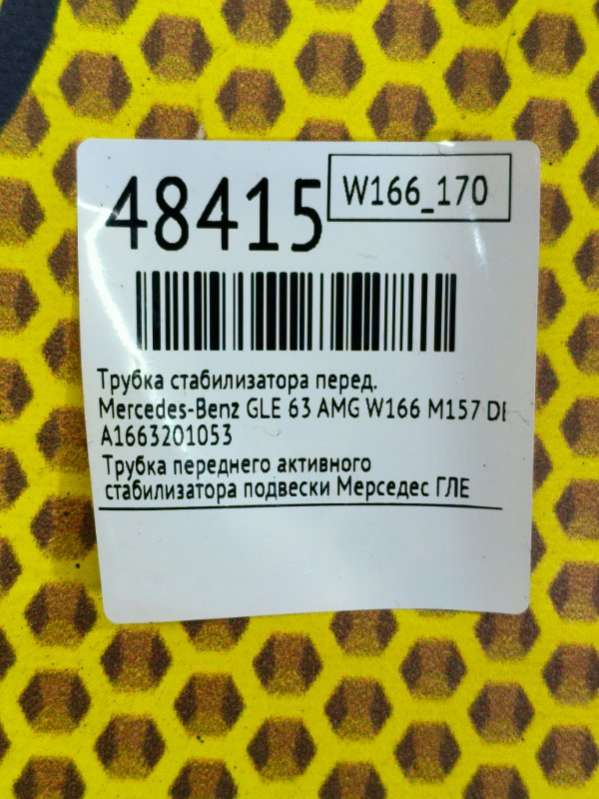 48415
W166_170
Трубка стабилизатора перед.
Mercedes-Benz GLE 63 AMG W166 M157
A1663201053
Трубка переднего активного
стабилизатора подвески Мерседес ГЛЕ